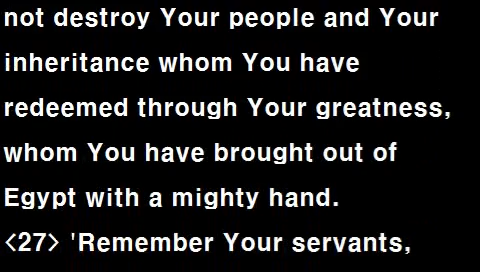 not destroy Your people and Your
inheritance whom You have
redeemed through Your greatness,
whom You have brought out of
Egypt with a mighty hand.
<27> 'Remember Your servants,